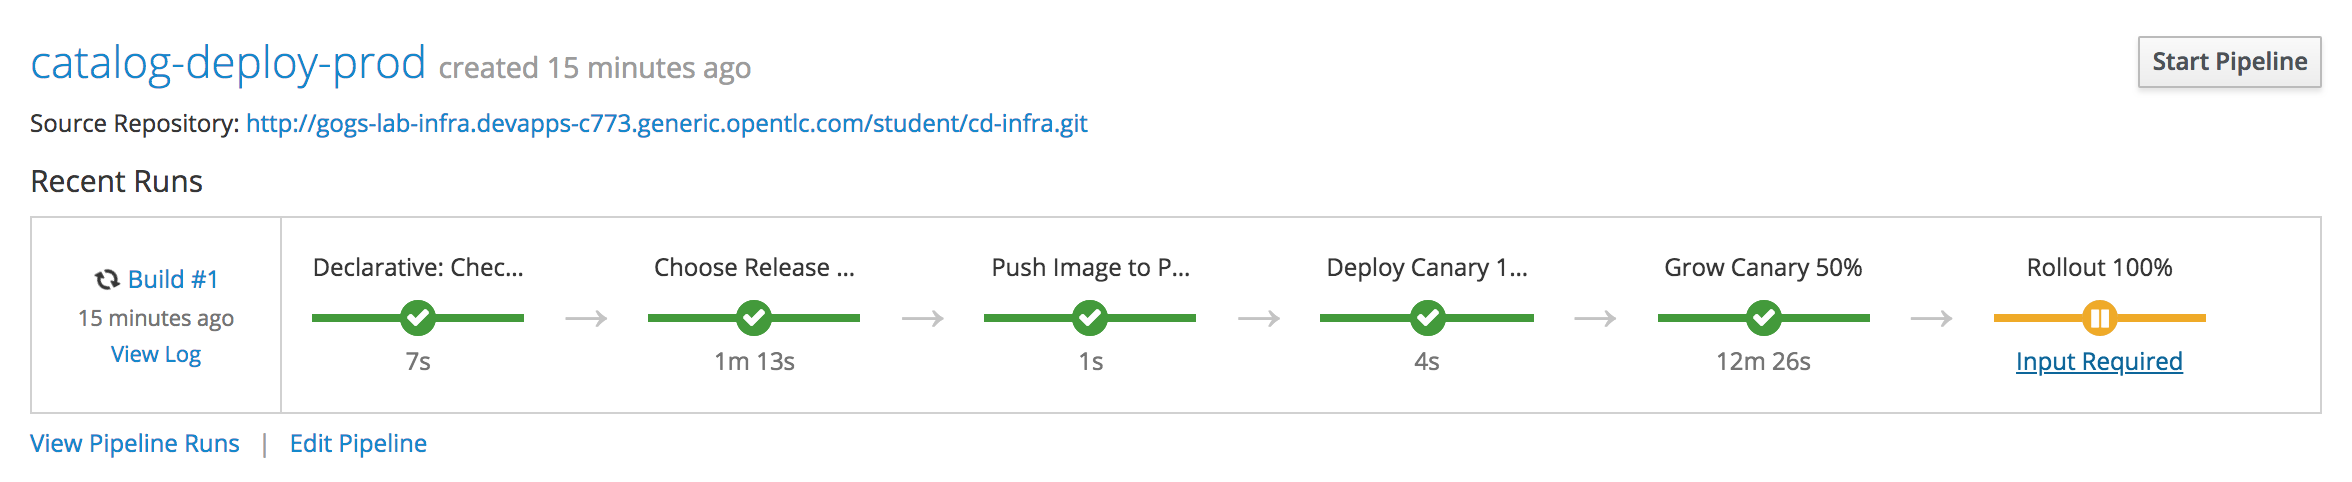 catalog-deploy-prod created 15 minutes ago
Start Pipeline
Source Repository: http://gogs-lab-infra.devapps-c773.generic.opentlc.com/student/cd-infra.git
Recent Runs
Build #1
15 minutes ago
View Log
Declarative: Chec...
7s
Choose Release ...
1m 13s
Push Image to P...
1s
Deploy Canary 1...
4s
Grow Canary 50%
12m 26s
Rollout 100%
Input Required
View Pipeline Runs | Edit Pipeline